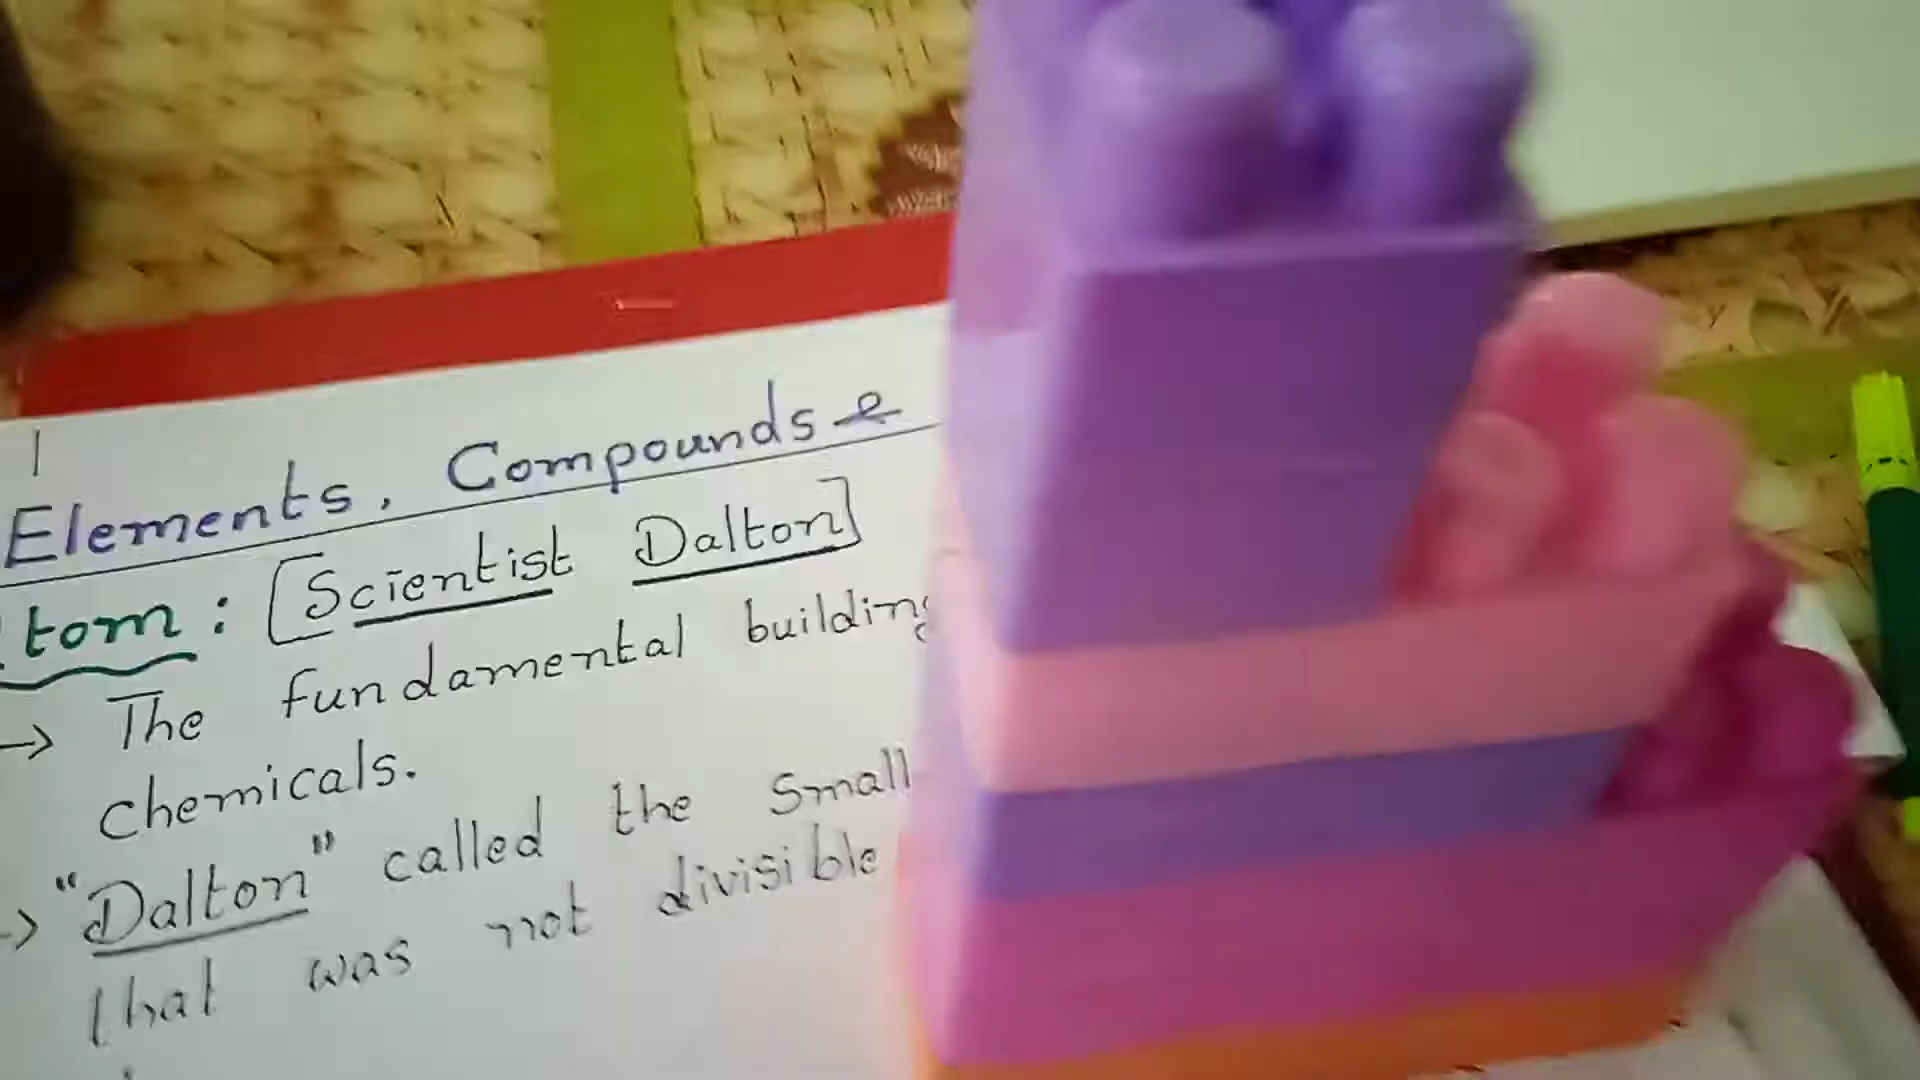 Elements, Compounds &
tom: [Scientist Dalton]
→ The fundamental building
chemicals.
→ "Dalton" called the Small
that was not divisible